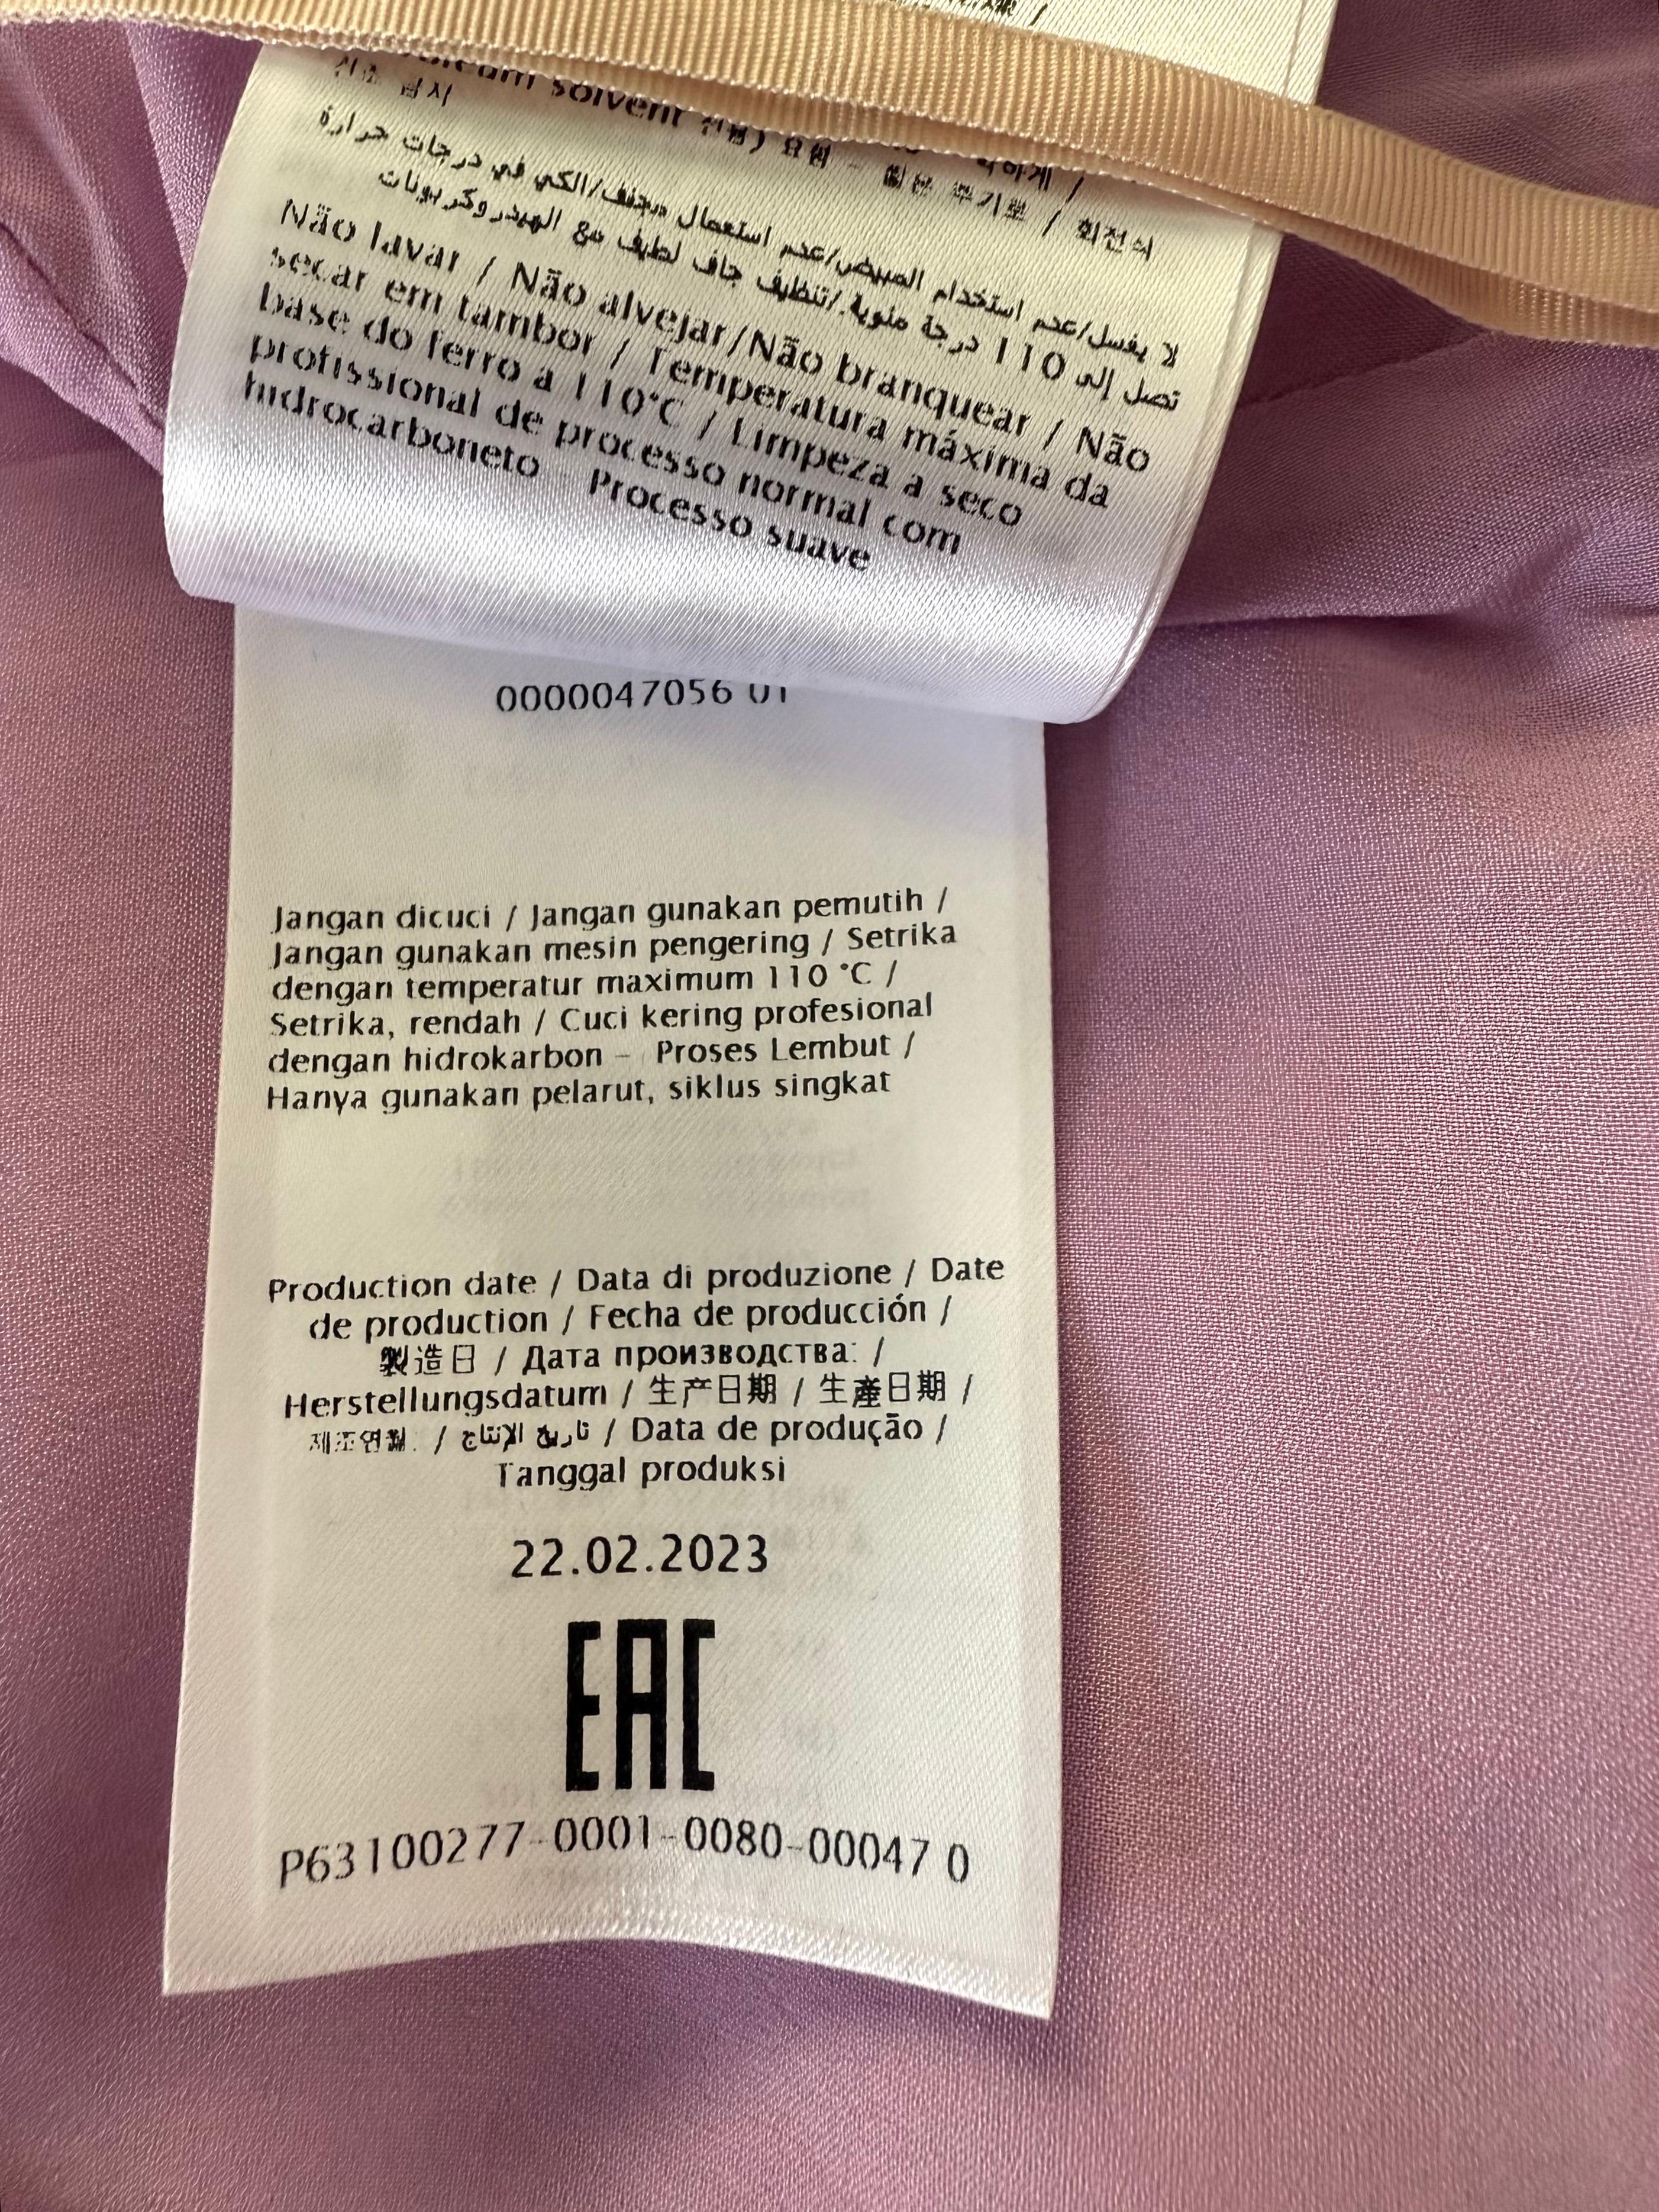 solvent
لا يغسل/عدم استخدام المبيض/عدم استعمال مجفف/الكي في درجات حرارة
تصل إلى 110 درجة مئوية./تنظيف جاف لطيف مع الهيدروكربونات
Não lavar / Não alvejar/Não branquear / Não
secar em tambor / Temperatura máxima da
base do ferro a 110°C / Limpeza a seco
profissional de processo normal com
hidrocarboneto – Processo suave
0000047056 01
Jangan dicuci / Jangan gunakan pemutih /
Jangan gunakan mesin pengering / Setrika
dengan temperatur maximum 110 °C /
Setrika, rendah / Cuci kering profesional
dengan hidrokarbon – Proses Lembut /
Hanya gunakan pelarut, siklus singkat
Production date / Data di produzione / Date
de production / Fecha de producción /
製造日 / Дата производства: /
Herstellungsdatum / 生产日期 / 生產日期 /
제조연월: / تاريخ الإنتاج / Data de produção /
Tanggal produksi
22.02.2023
EAC
P63100277-0001-0080-00047 0